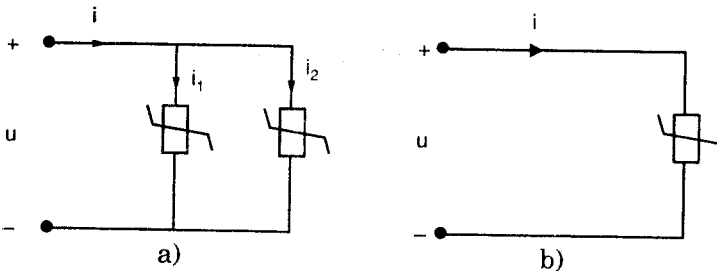 i
+
i₁
i₂
u
–
a)
i
+
u
–
b)